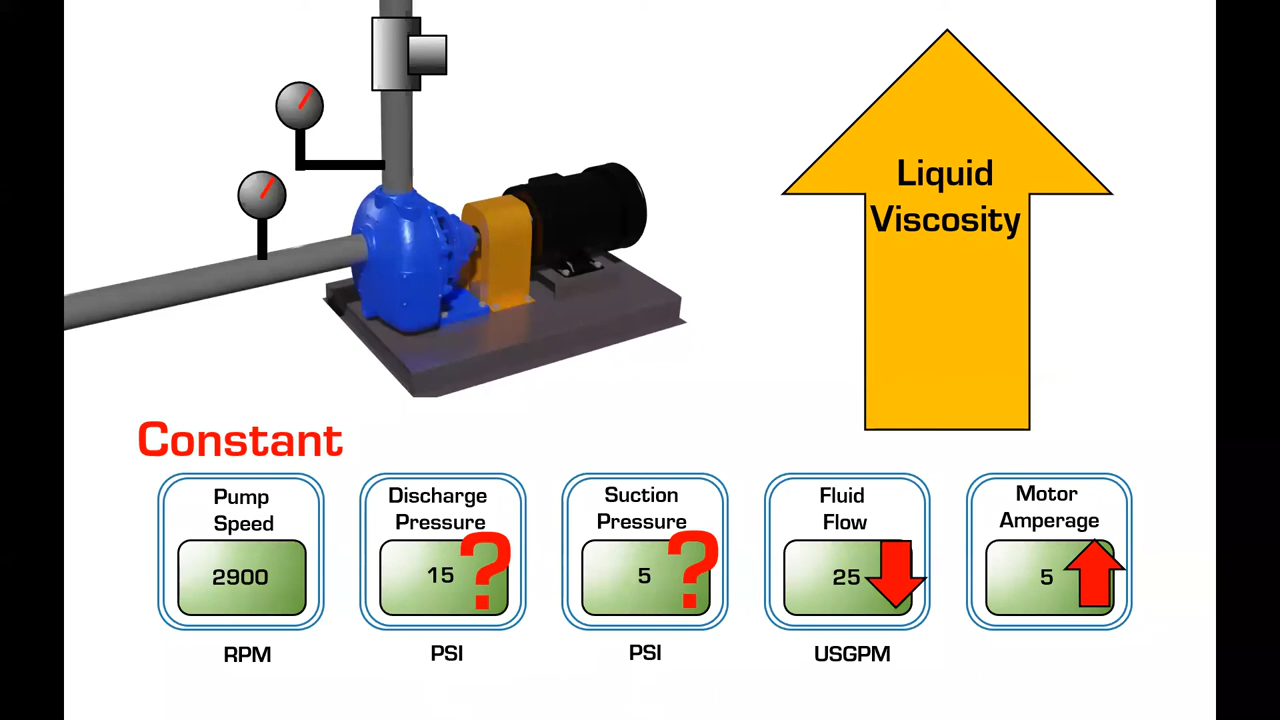 Liquid
Viscosity
Constant
Pump
Speed
2900
RPM
Discharge
Pressure
15 ?
PSI
Suction
Pressure
5 ?
PSI
Fluid
Flow
25
USGPM
Motor
Amperage
5